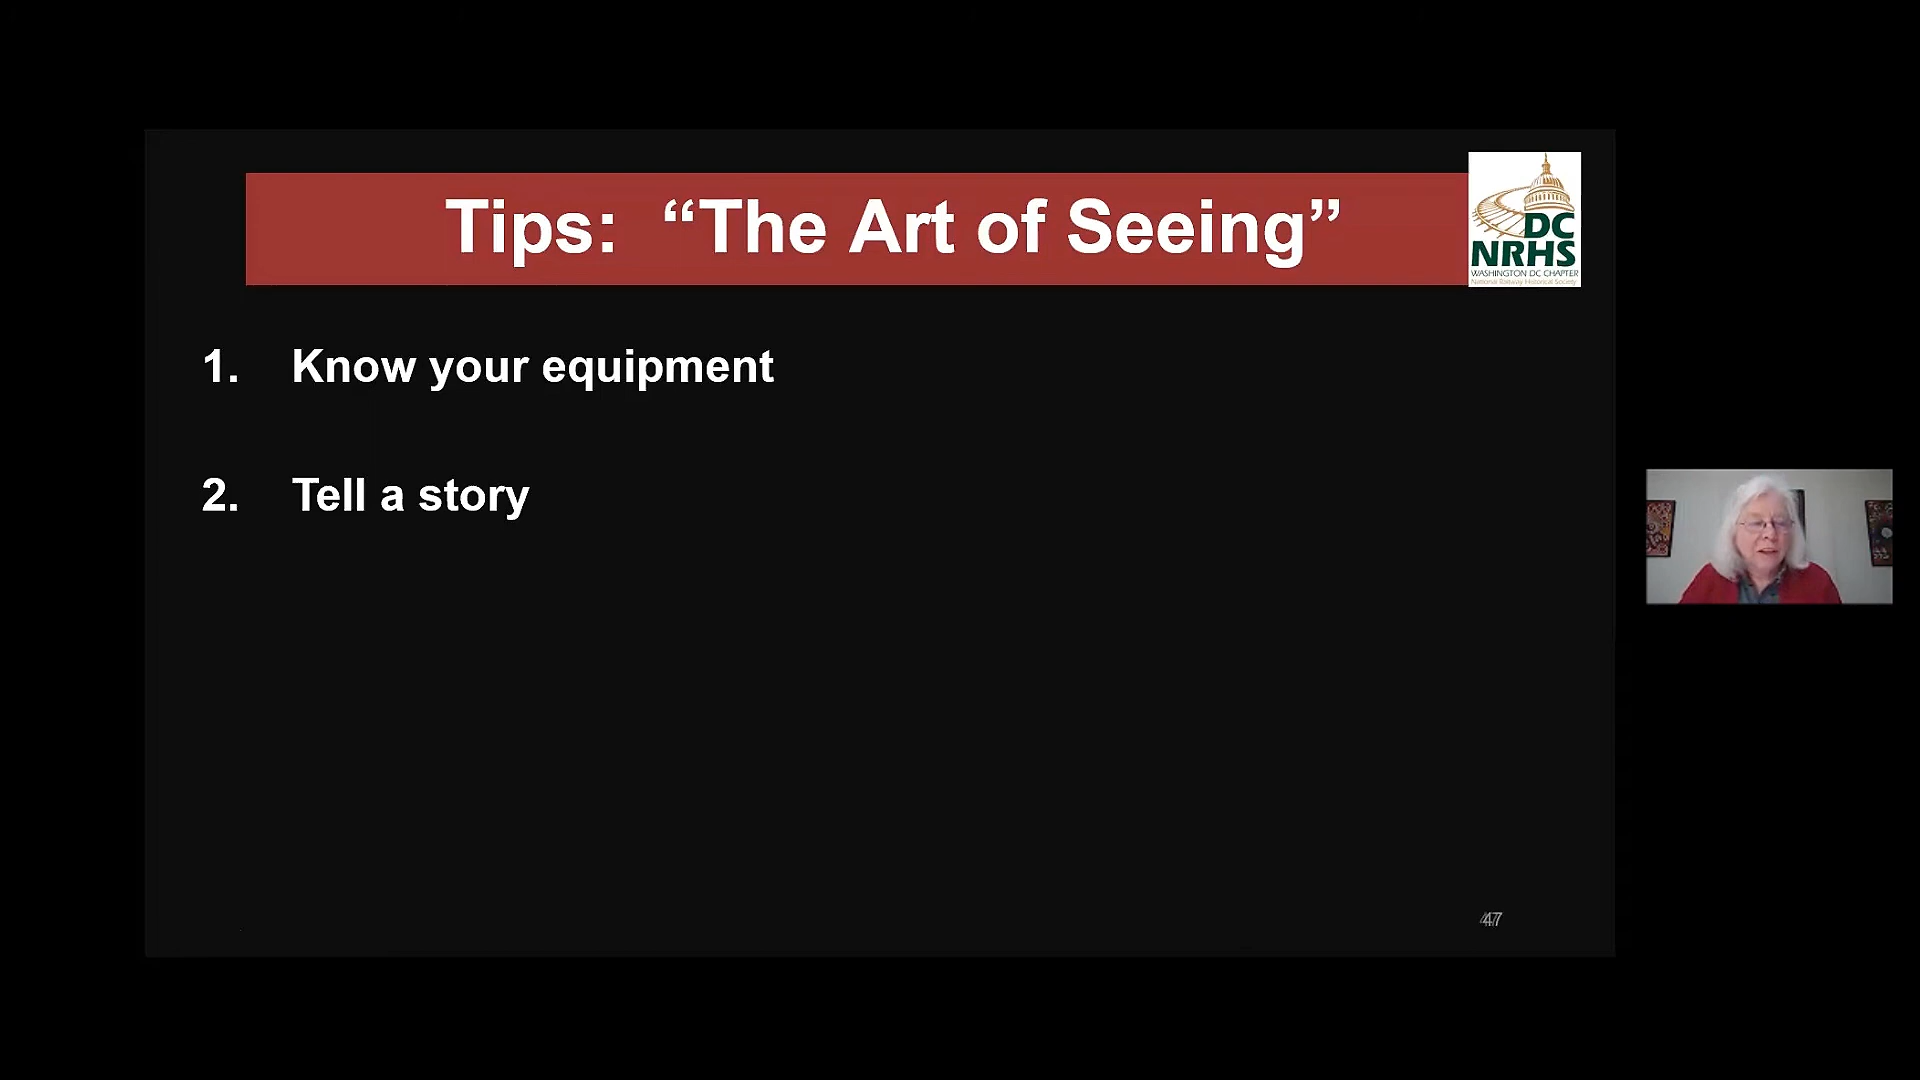 Tips: “The Art of Seeing”
DC
NRHS
WASHINGTON DC CHAPTER
National Railway Historical Society
1. Know your equipment
2. Tell a story
47